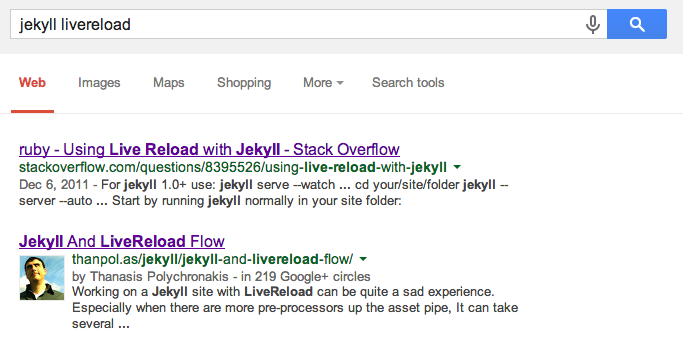 jekyll livereload
Web Images Maps Shopping More Search tools
ruby - Using Live Reload with Jekyll - Stack Overflow
stackoverflow.com/questions/8395526/using-live-reload-with-jekyll
Dec 6, 2011 - For jekyll 1.0+ use: jekyll serve --watch ... cd your/site/folder jekyll --
server --auto ... Start by running jekyll normally in your site folder:
Jekyll And LiveReload Flow
thanpol.as/jekyll/jekyll-and-livereload-flow/
by Thanasis Polychronakis - in 219 Google+ circles
Working on a Jekyll site with LiveReload can be quite a sad experience.
Especially when there are more pre-processors up the asset pipe, It can take
several ...